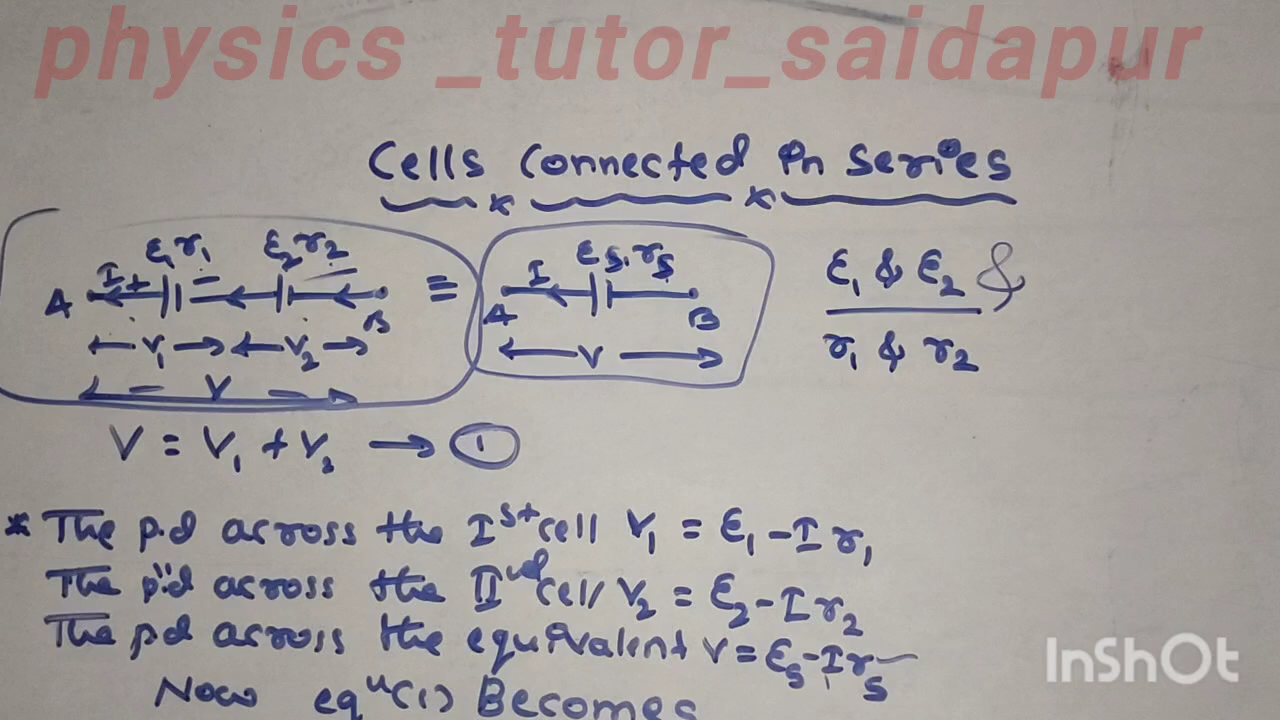 physics _tutor_saidapur
Cells Connected in series
ε₁ r₁ ε₂ r₂ ≡ εs, rs ε₁ & ε₂ &
A I + − B A I B
V₁ V₂ V r₁ & r₂
V
V = V₁ + V₂ → ①
* The p.d across the Iˢᵗ cell V₁ = ε₁ - I r₁
The p.d across the IIⁿᵈ cell V₂ = ε₂ - I r₂
The pd across the equivalent V = εs - I rs
Now eqⁿ(1) Becomes
InShOt